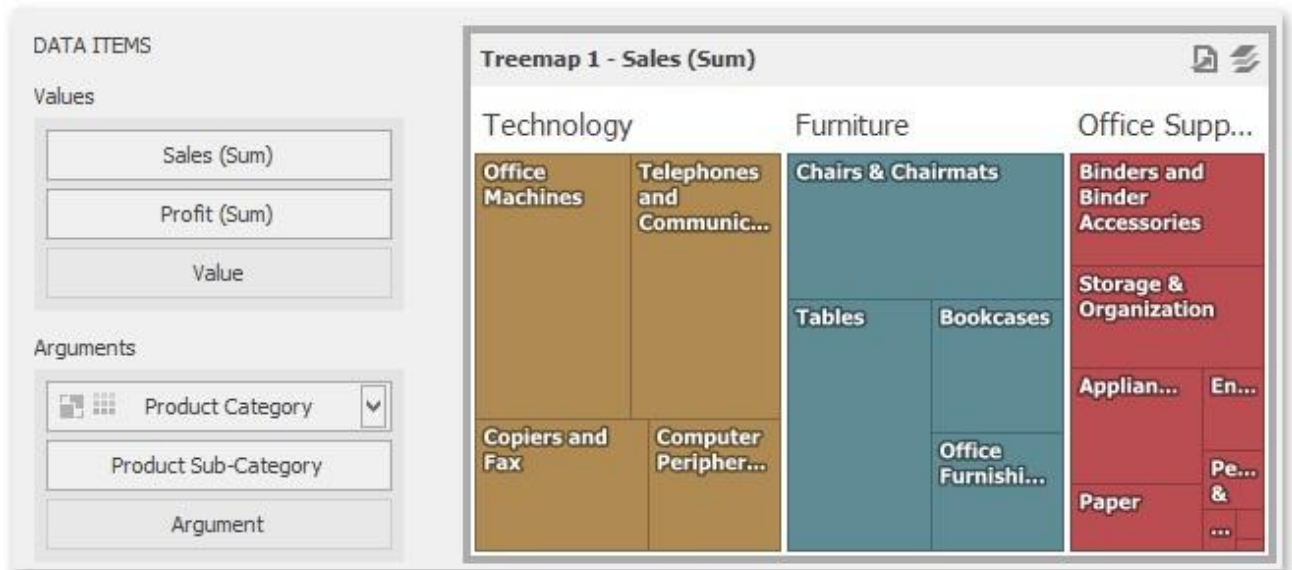 DATA ITEMS
Values
Sales (Sum)
Profit (Sum)
Value
Arguments
Product Category
Product Sub-Category
Argument
Treemap 1 - Sales (Sum)
Technology
Office
Machines
Telephones
and
Communic...
Copiers and
Fax
Computer
Peripher...
Furniture
Chairs & Chairmats
Tables
Bookcases
Office
Furnishi...
Office Supp...
Binders and
Binder
Accessories
Storage &
Organization
Applian...
En...
Pe...
&
Paper
...